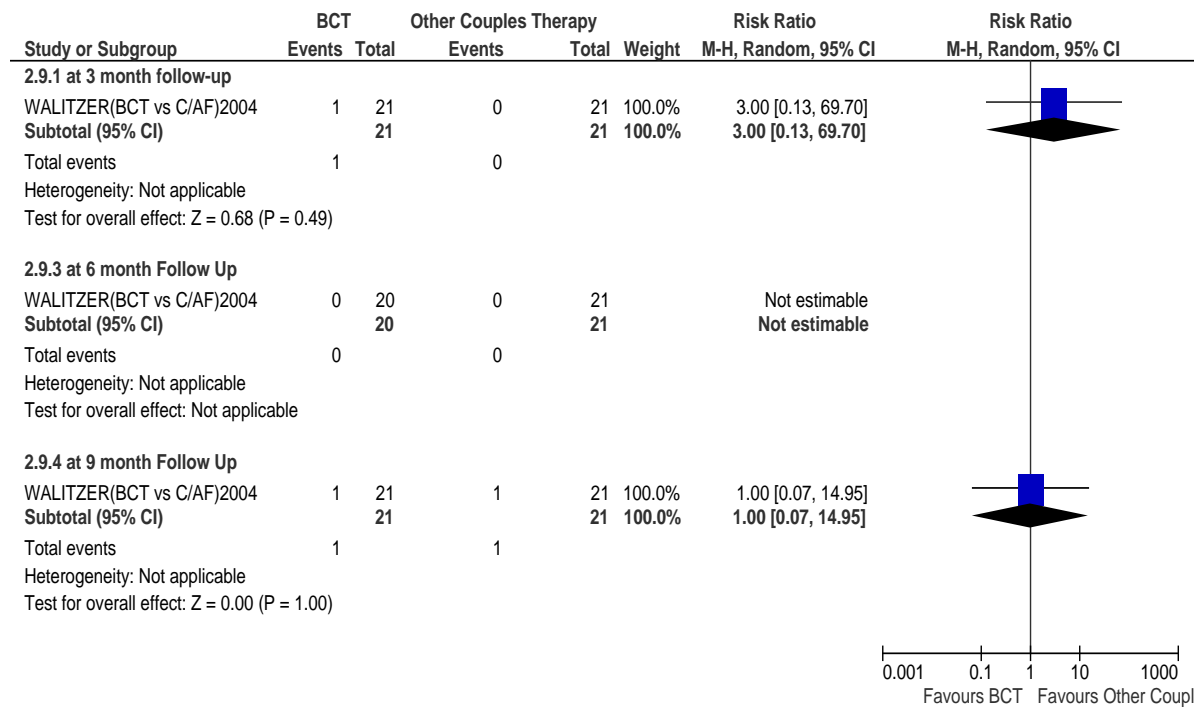 BCT Other Couples Therapy Risk Ratio Risk Ratio
Study or Subgroup Events Total Events Total Weight M-H, Random, 95% CI M-H, Random, 95% CI
2.9.1 at 3 month follow-up
WALITZER(BCT vs C/AF)2004 1 21 0 21 100.0% 3.00 [0.13, 69.70]
Subtotal (95% CI) 21 21 100.0% 3.00 [0.13, 69.70]
Total events 1 0
Heterogeneity: Not applicable
Test for overall effect: Z = 0.68 (P = 0.49)
2.9.3 at 6 month Follow Up
WALITZER(BCT vs C/AF)2004 0 20 0 21 Not estimable
Subtotal (95% CI) 20 21 Not estimable
Total events 0 0
Heterogeneity: Not applicable
Test for overall effect: Not applicable
2.9.4 at 9 month Follow Up
WALITZER(BCT vs C/AF)2004 1 21 1 21 100.0% 1.00 [0.07, 14.95]
Subtotal (95% CI) 21 21 100.0% 1.00 [0.07, 14.95]
Total events 1 1
Heterogeneity: Not applicable
Test for overall effect: Z = 0.00 (P = 1.00)
0.001 0.1 1 10 1000
Favours BCT Favours Other Coupl